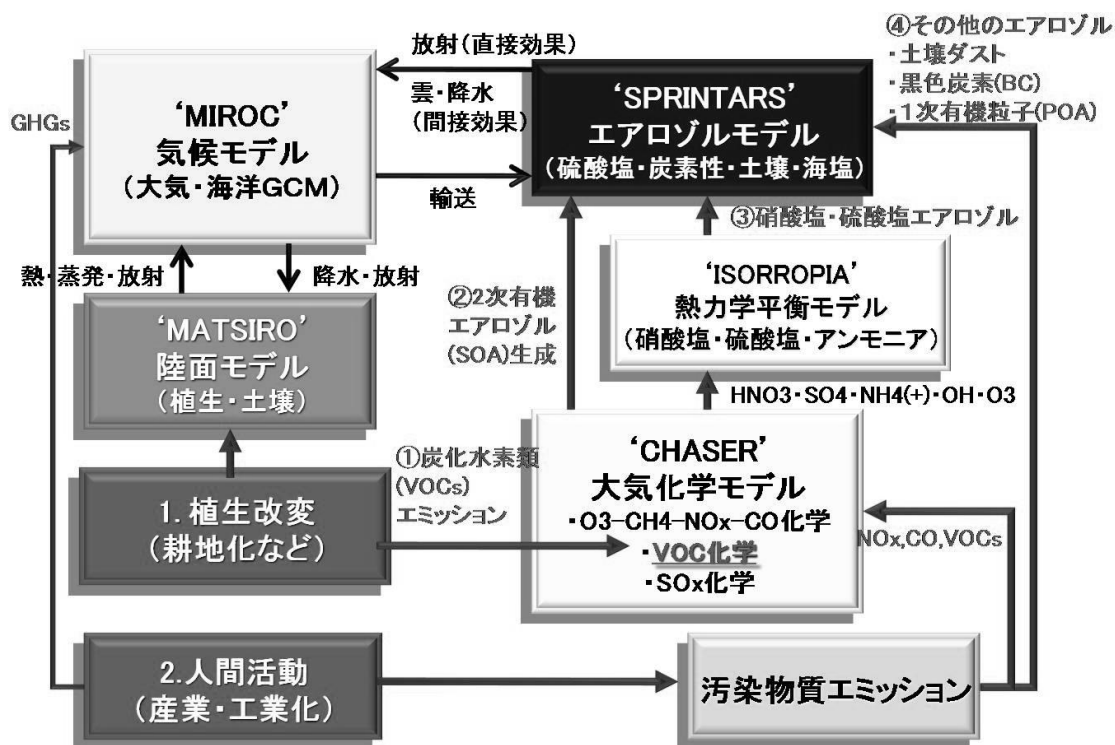 放射(直接効果)
雲・降水
(間接効果)
輸送
GHGs
‘MIROC’
気候モデル
(大気・海洋GCM)
‘SPRINTARS’
エアロゾルモデル
(硫酸塩・炭素性・土壌・海塩)
④その他のエアロゾル
・土壌ダスト
・黒色炭素(BC)
・1次有機粒子(POA)
熱・蒸発・放射
降水・放射
‘MATSIRO’
陸面モデル
(植生・土壌)
②2次有機
エアロゾル
(SOA)生成
③硝酸塩・硫酸塩エアロゾル
‘ISORROPIA’
熱力学平衡モデル
(硝酸塩・硫酸塩・アンモニア)
HNO3・SO4・NH4(+)・OH・O3
1.植生改変
(耕地化など)
①炭化水素類
(VOCs)
エミッション
‘CHASER’
大気化学モデル
・O3-CH4-NOx-CO化学
・VOC化学
・SOx化学
NOx,CO,VOCs
2.人間活動
(産業・工業化)
汚染物質エミッション